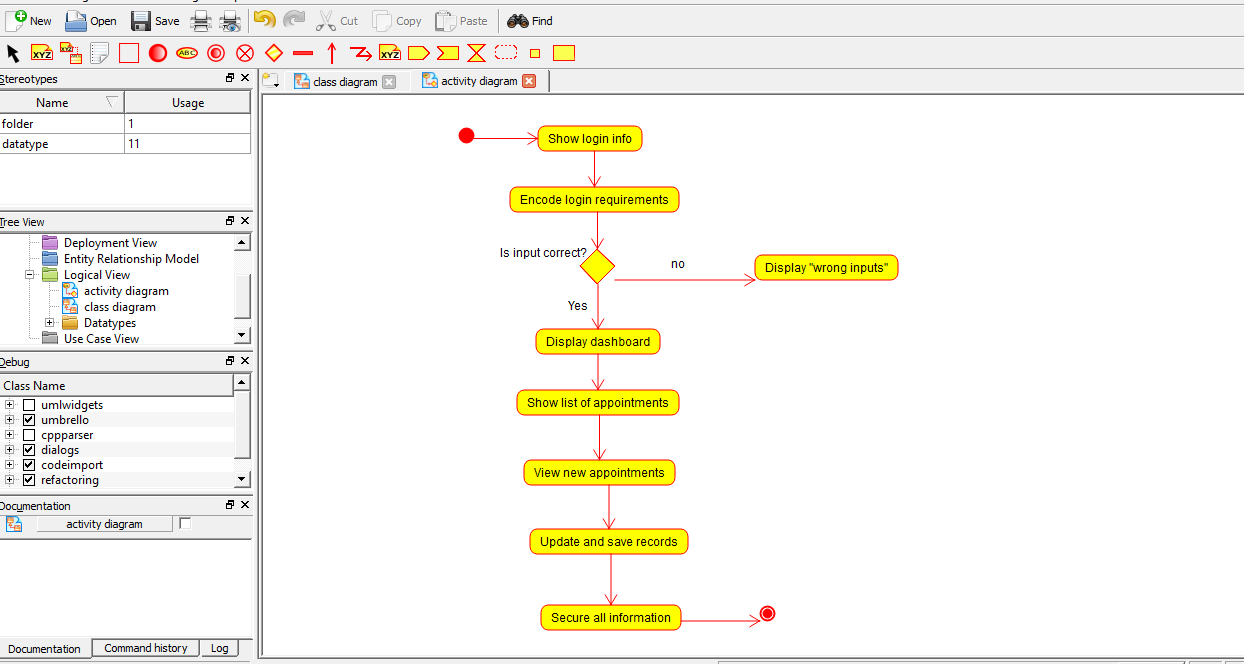 New Open Save Cut Copy Paste Find
XYZ XYZ ABC XYZ
Stereotypes
Name Usage
folder 1
datatype 11
Tree View
Deployment View
Entity Relationship Model
Logical View
activity diagram
class diagram
Datatypes
Use Case View
Debug
Class Name
umlwidgets
umbrello
cppparser
dialogs
codeimport
refactoring
Documentation
activity diagram
Documentation Command history Log
class diagram activity diagram
Show login info
Encode login requirements
Is input correct?
no
Display "wrong inputs"
Yes
Display dashboard
Show list of appointments
View new appointments
Update and save records
Secure all information